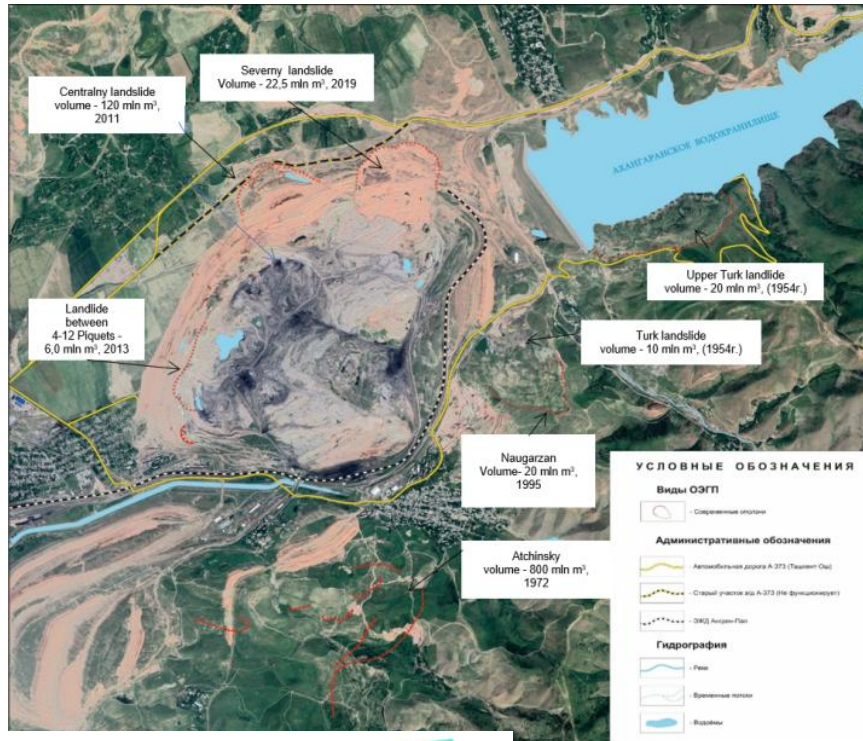 Severny landslide
Volume - 22,5 mln m³, 2019
Centralny landslide
volume - 120 mln m³,
2011
АХАНГАРАНСКОЕ ВОДОХРАНИЛИЩЕ
Upper Turk landlide
volume - 20 mln m³, (1954г.)
Landlide
between
4-12 Piquets -
6,0 mln m³, 2013
Turk landslide
volume - 10 mln m³, (1954г.)
Naugarzan
Volume- 20 mln m³,
1995
Atchinsky
volume - 800 mln m³,
1972
УСЛОВНЫЕ ОБОЗНАЧЕНИЯ
Виды ОЭГП
- Современные оползни
Административные обозначения
- Автомобильная дорога А-373 (Ташкент Ош)
- Старый участок а/д А-373 (Не функционирует)
- ЭЖД Ангрен-Пап
Гидрография
- Реки
- Временные потоки
- Водоёмы